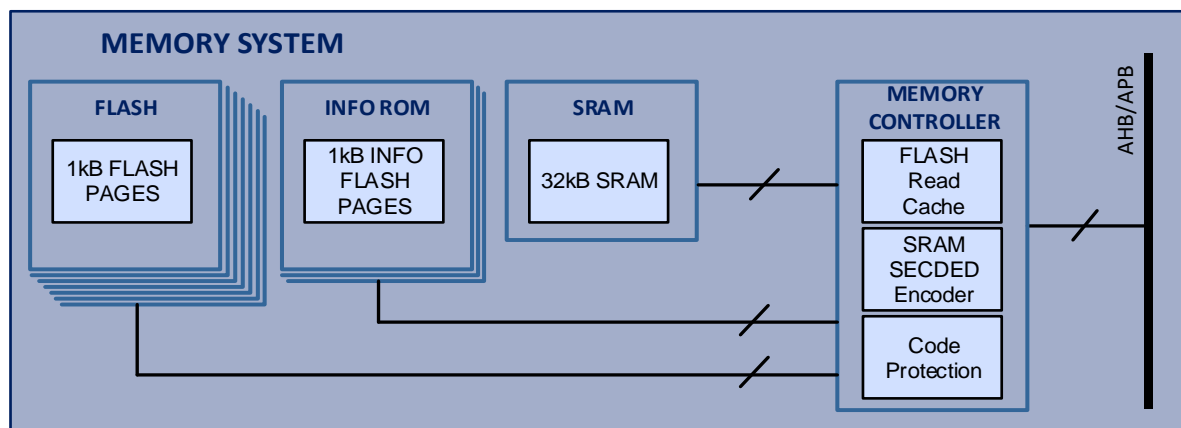 MEMORY SYSTEM
FLASH
1kB FLASH
PAGES
INFO ROM
1kB INFO
FLASH
PAGES
SRAM
32kB SRAM
MEMORY
CONTROLLER
FLASH
Read
Cache
SRAM
SECDED
Encoder
Code
Protection
AHB/APB